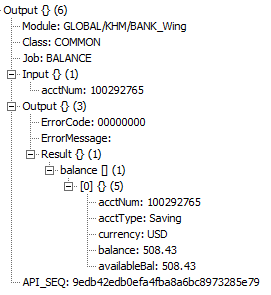 Output {} (6)
Module: GLOBAL/KHM/BANK_Wing
Class: COMMON
Job: BALANCE
Input {} (1)
acctNum: 100292765
Output {} (3)
ErrorCode: 00000000
ErrorMessage:
Result {} (1)
balance [] (1)
[0] {} (5)
acctNum: 100292765
acctType: Saving
currency: USD
balance: 508.43
availableBal: 508.43
API_SEQ: 9edb42edb0efa4fba8a6bc8973285e79